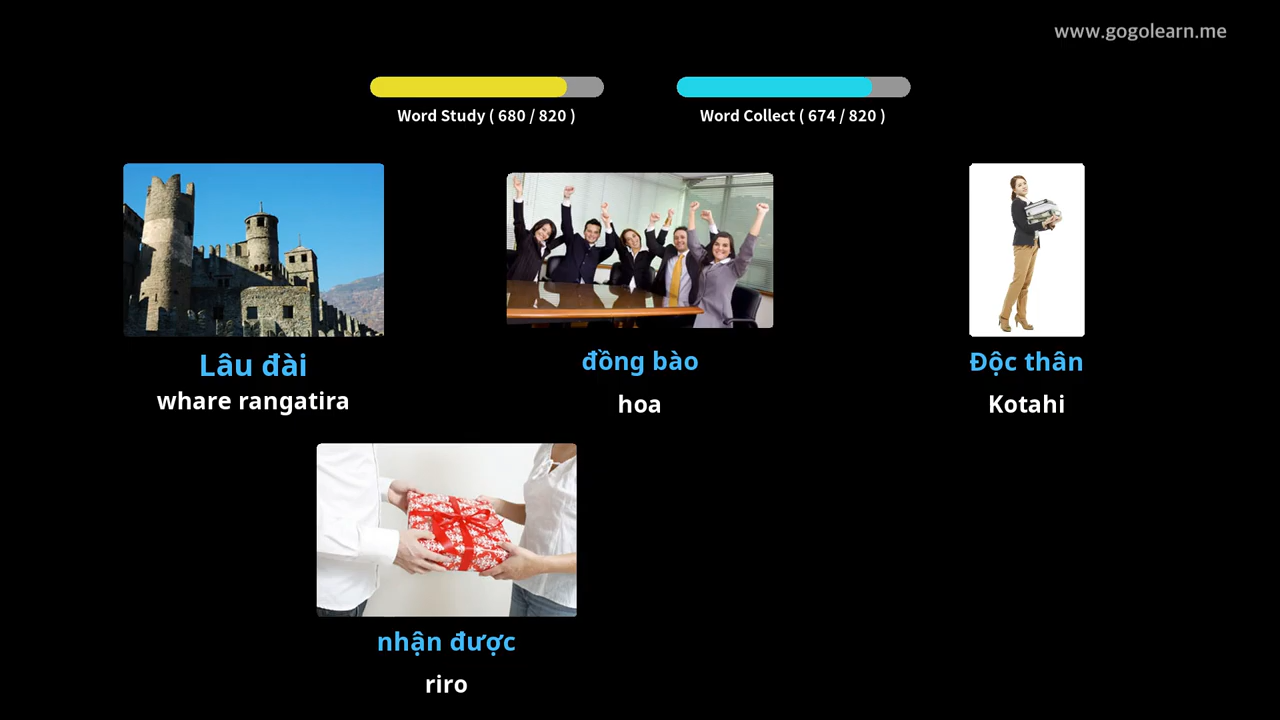 www.gogolearn.me
Word Study ( 680 / 820 )
Word Collect ( 674 / 820 )
Lâu đài
whare rangatira
đồng bào
hoa
Độc thân
Kotahi
nhận được
riro